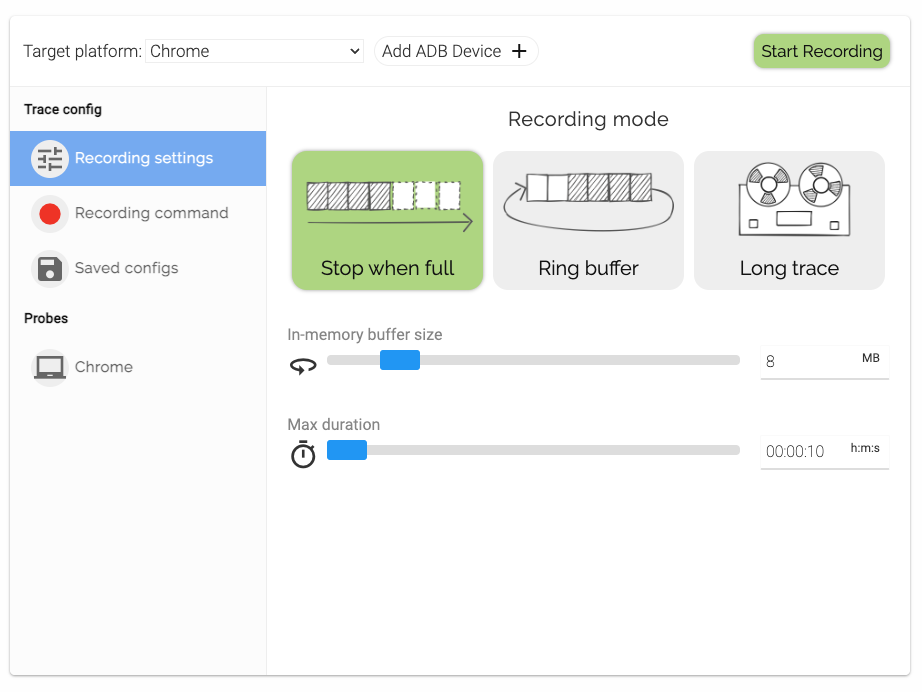 Target platform: Chrome Add ADB Device + Start Recording
Trace config
Recording settings
Recording command
Saved configs
Probes
Chrome
Recording mode
Stop when full
Ring buffer
Long trace
In-memory buffer size
8 MB
Max duration
00:00:10 h:m:s